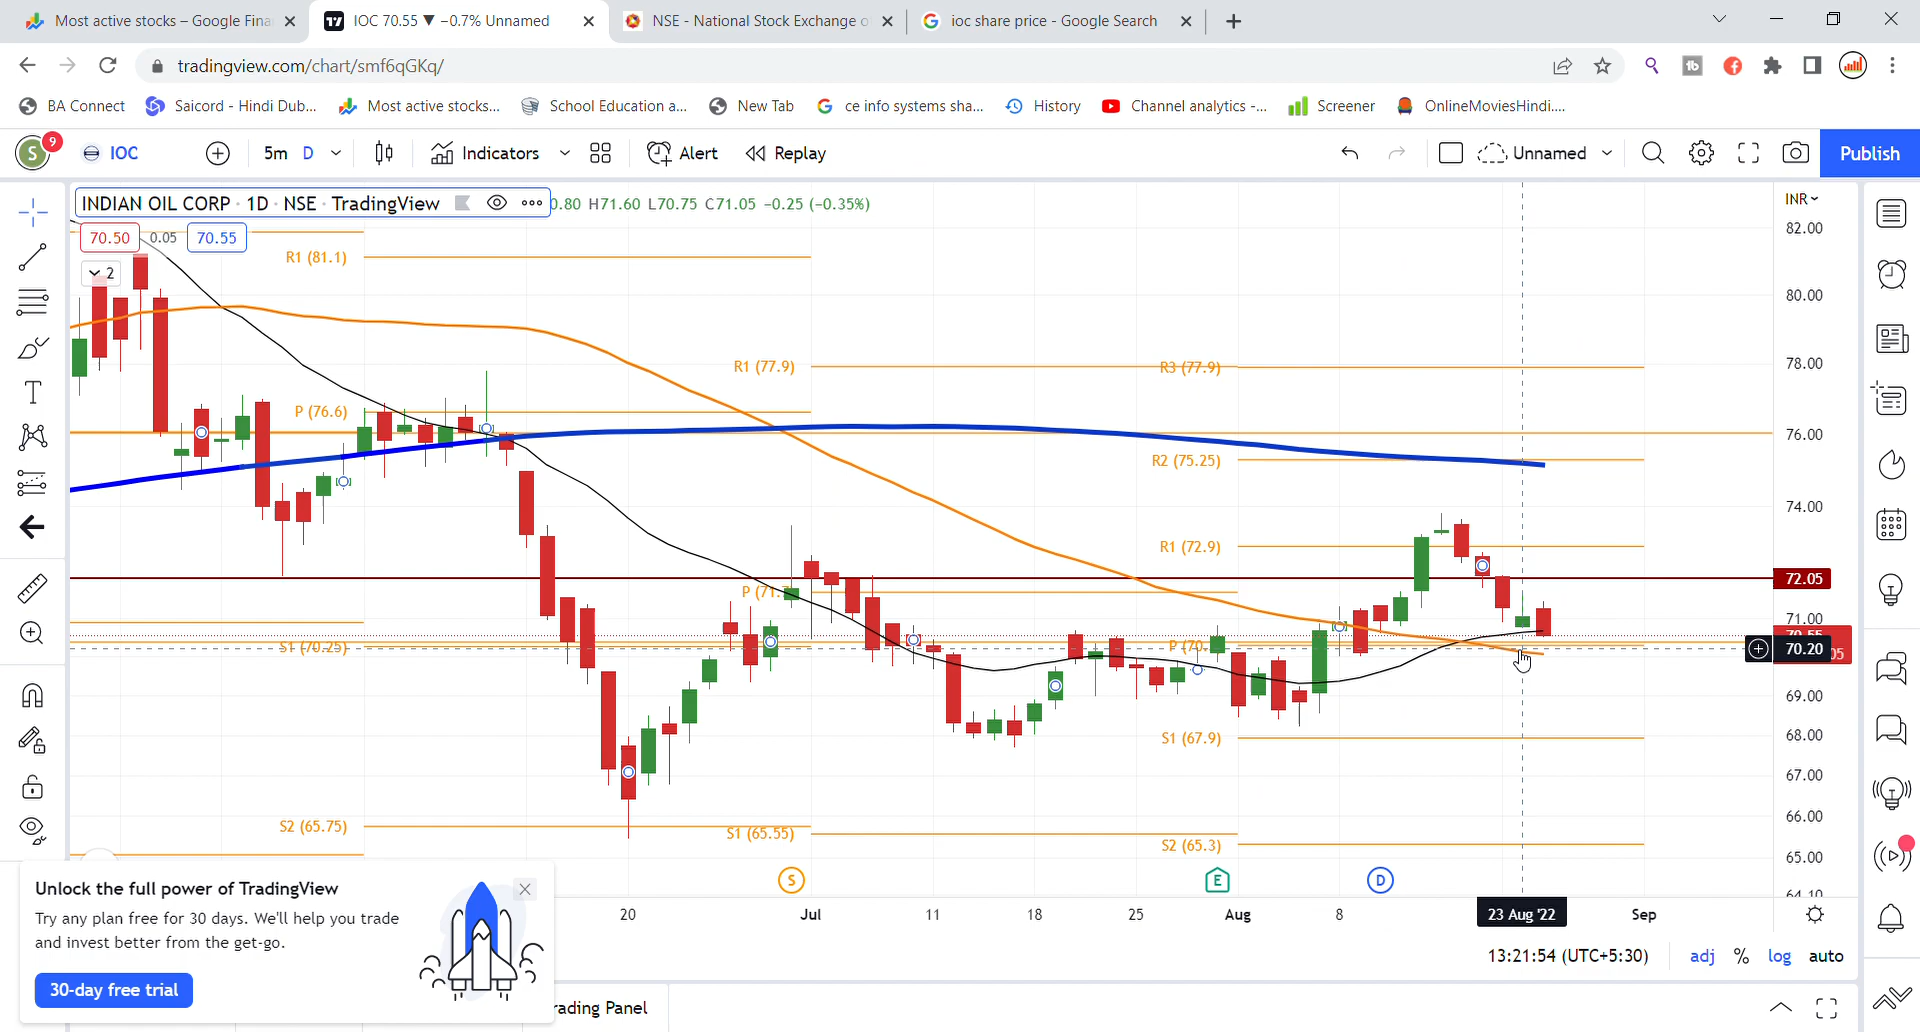 Most active stocks – Google Fina
IOC 70.55 ▼ −0.7% Unnamed
NSE - National Stock Exchange o
ioc share price - Google Search
tradingview.com/chart/smf6qGKq/
BA Connect
Saicord - Hindi Dub...
Most active stocks...
School Education a...
New Tab
ce info systems sha...
History
Channel analytics -...
Screener
OnlineMoviesHindi....
S
9
IOC
5m
D
Indicators
Alert
Replay
Unnamed
Publish
INDIAN OIL CORP · 1D · NSE · TradingView
0.80 H71.60 L70.75 C71.05 −0.25 (−0.35%)
INR
70.50
0.05
70.55
2
82.00
80.00
78.00
76.00
74.00
72.05
71.00
70.55
70.20
05
69.00
68.00
67.00
66.00
65.00
64.10
R1 (81.1)
R1 (77.9)
R3 (77.9)
P (76.6)
R2 (75.25)
R1 (72.9)
P (71.
S1 (70.25)
P (70.
S1 (67.9)
S2 (65.75)
S1 (65.55)
S2 (65.3)
S
E
D
20
Jul
11
18
25
Aug
8
23 Aug '22
Sep
13:21:54 (UTC+5:30)
adj
%
log
auto
Unlock the full power of TradingView
Try any plan free for 30 days. We'll help you trade
and invest better from the get-go.
30-day free trial
rading Panel